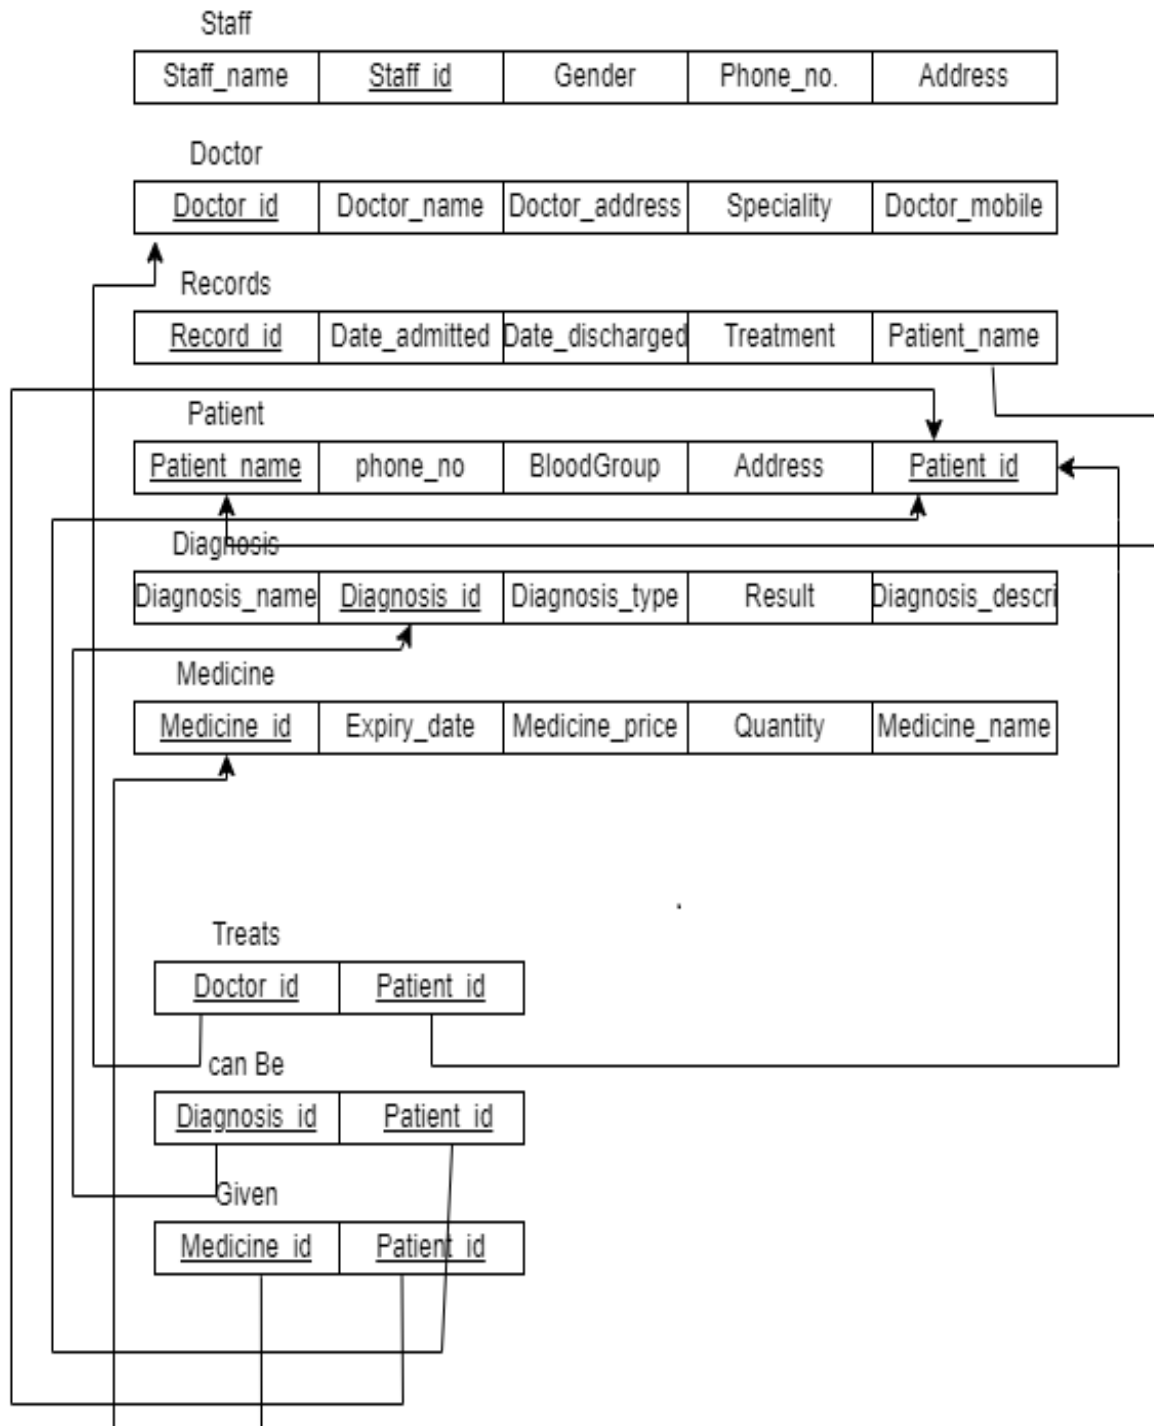 Staff
Staff_name Staff_id Gender Phone_no. Address
Doctor
Doctor_id Doctor_name Doctor_address Speciality Doctor_mobile
Records
Record_id Date_admitted Date_discharged Treatment Patient_name
Patient
Patient_name phone_no BloodGroup Address Patient_id
Diagnosis
Diagnosis_name Diagnosis_id Diagnosis_type Result Diagnosis_descri
Medicine
Medicine_id Expiry_date Medicine_price Quantity Medicine_name
.
Treats
Doctor_id Patient_id
can Be
Diagnosis_id Patient_id
Given
Medicine_id Patient_id